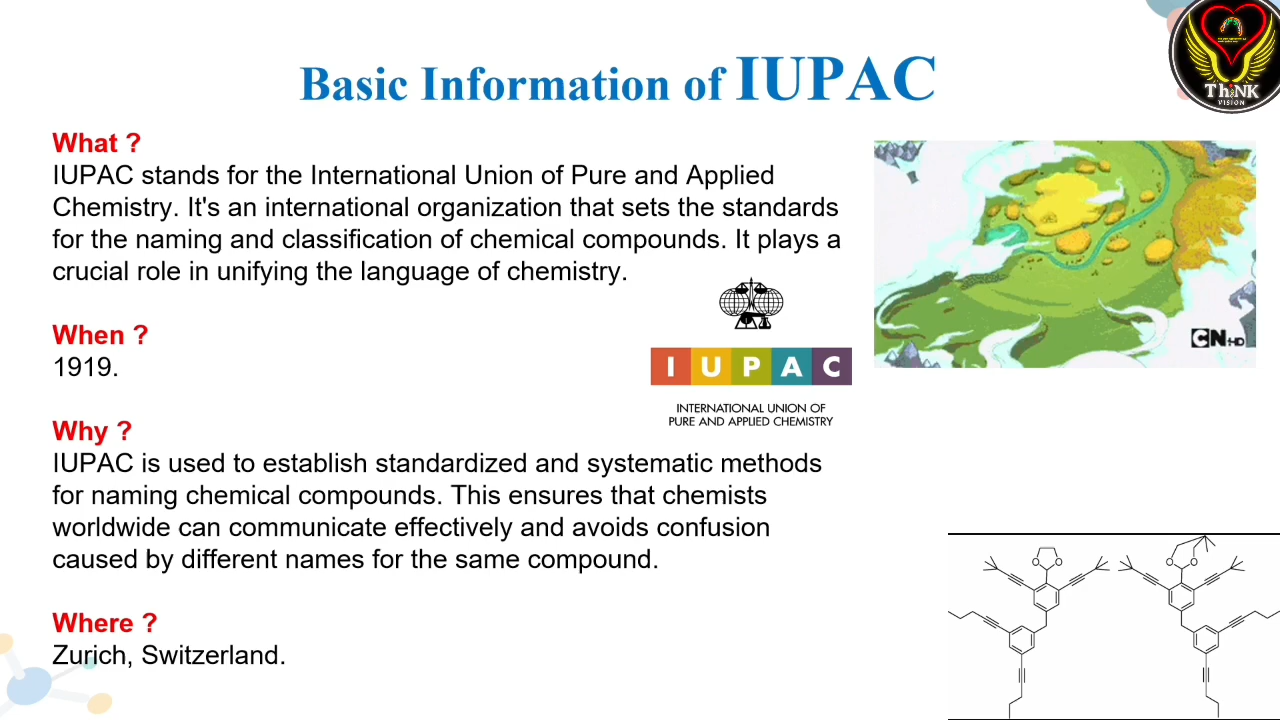 Basic Information of IUPAC
What ?
IUPAC stands for the International Union of Pure and Applied
Chemistry. It's an international organization that sets the standards
for the naming and classification of chemical compounds. It plays a
crucial role in unifying the language of chemistry.
When ?
1919.
Why ?
IUPAC is used to establish standardized and systematic methods
for naming chemical compounds. This ensures that chemists
worldwide can communicate effectively and avoids confusion
caused by different names for the same compound.
Where ?
Zurich, Switzerland.
I U P A C
INTERNATIONAL UNION OF
PURE AND APPLIED CHEMISTRY
ThiNK
VISION
CN HD
O O
O O